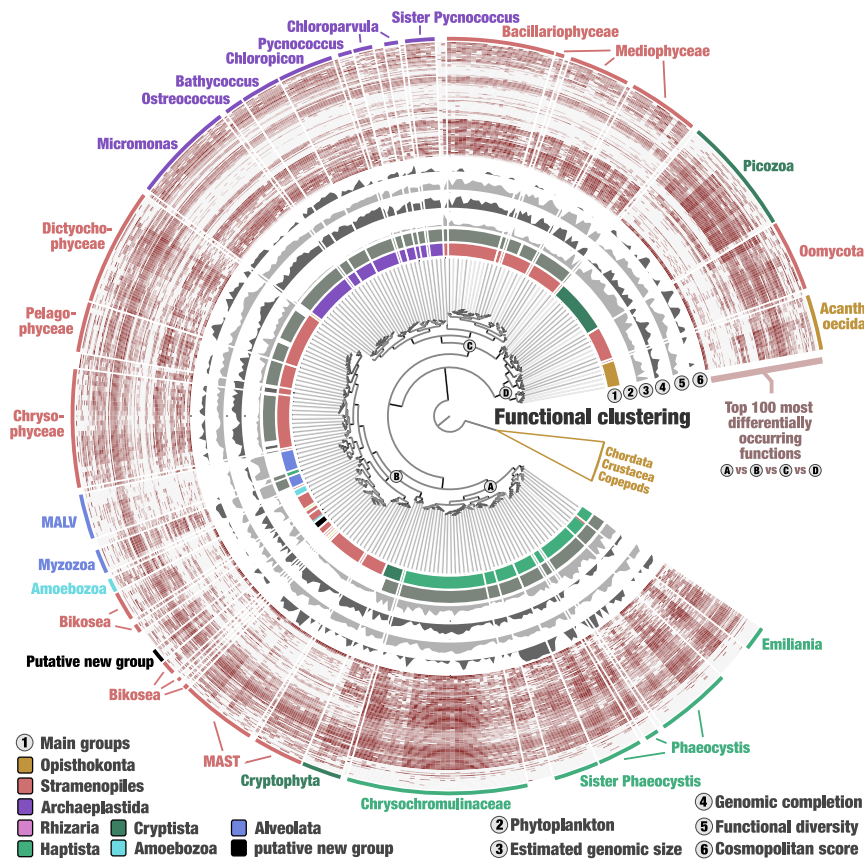 Sister Pycnococcus
Chloroparvula
Pycnococcus
Chloropicon
Bathycoccus
Ostreococcus
Micromonas
Bacillariophyceae
Mediophyceae
Picozoa
Dictyocho-
phyceae
Oomycota
Pelago-
phyceae
Acanth
oecida
C
D
1 2 3 4 5 6
Functional clustering
Top 100 most
differentially
occurring
functions
A vs B vs C vs D
Chryso-
phyceae
Chordata
Crustacea
Copepods
B
A
MALV
Myzozoa
Amoebozoa
Bikosea
Putative new group
Bikosea
MAST
Cryptophyta
Chrysochromulinaceae
Sister Phaeocystis
Phaeocystis
Emiliania
1 Main groups
Opisthokonta
Stramenopiles
Archaeplastida
Rhizaria
Cryptista
Alveolata
Haptista
Amoebozoa
putative new group
2 Phytoplankton
3 Estimated genomic size
4 Genomic completion
5 Functional diversity
6 Cosmopolitan score